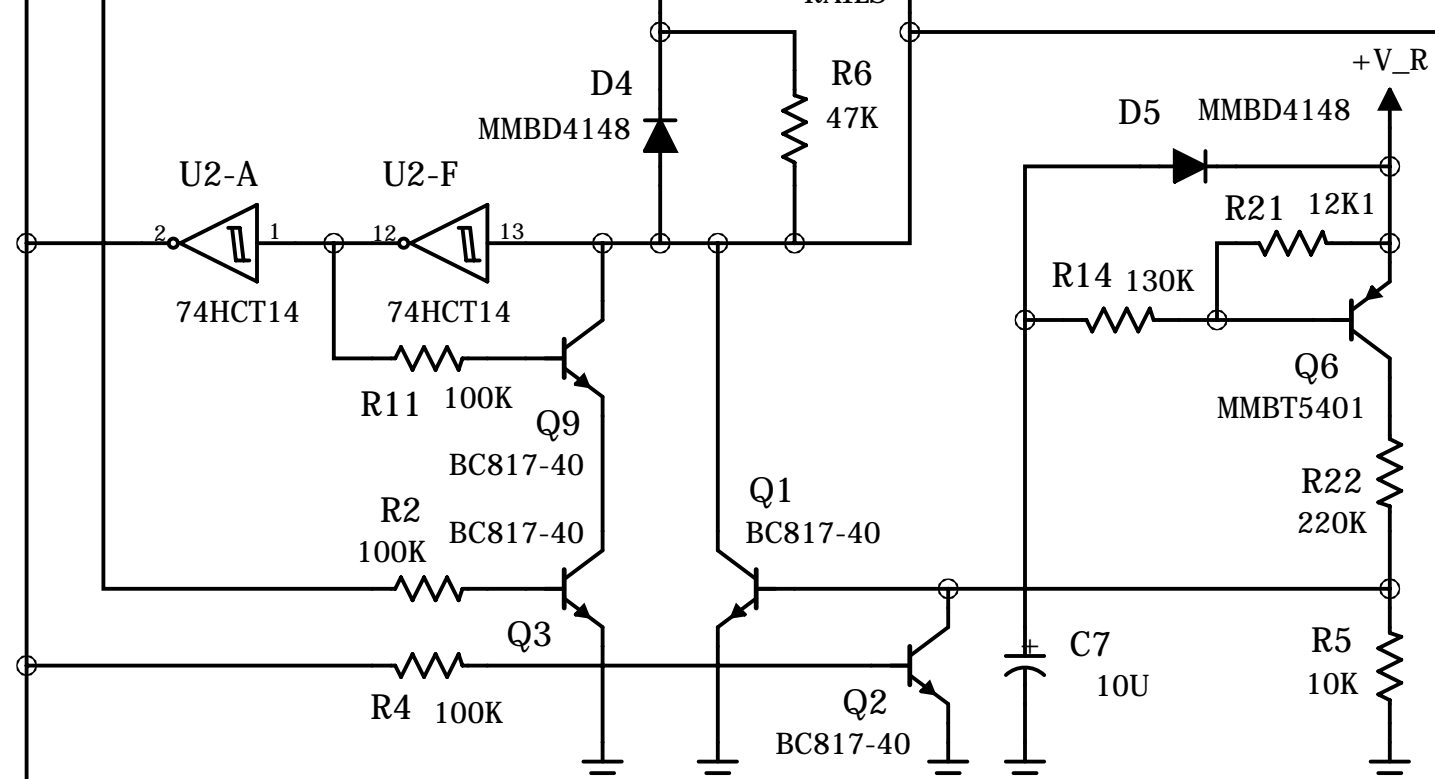 RAILS
+V_R
D4
R6
MMBD4148
47K
D5
MMBD4148
U2-A
U2-F
2
1
12
13
R21
12K1
R14
130K
74HCT14
74HCT14
Q6
MMBT5401
R11
100K
Q9
BC817-40
R22
220K
R2
100K
BC817-40
Q1
BC817-40
Q3
C7
10U
+
R5
10K
R4
100K
Q2
BC817-40